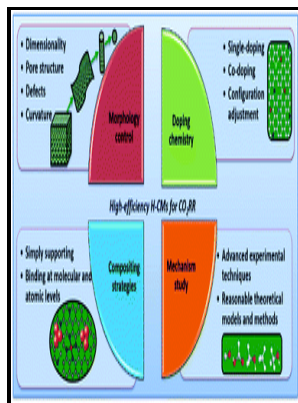 • Dimensionality
• Pore structure
• Defects
• Curvature
Morphology
control
Doping
chemistry
• Single-doping
• Co-doping
• Configuration
adjustment
High-efficiency H-CMs for CO₂RR
• Simply supporting
• Binding at molecular and
atomic levels
Compositing
strategies
Mechanism
study
• Advanced experimental
techniques
• Reasonable theoretical
models and methods